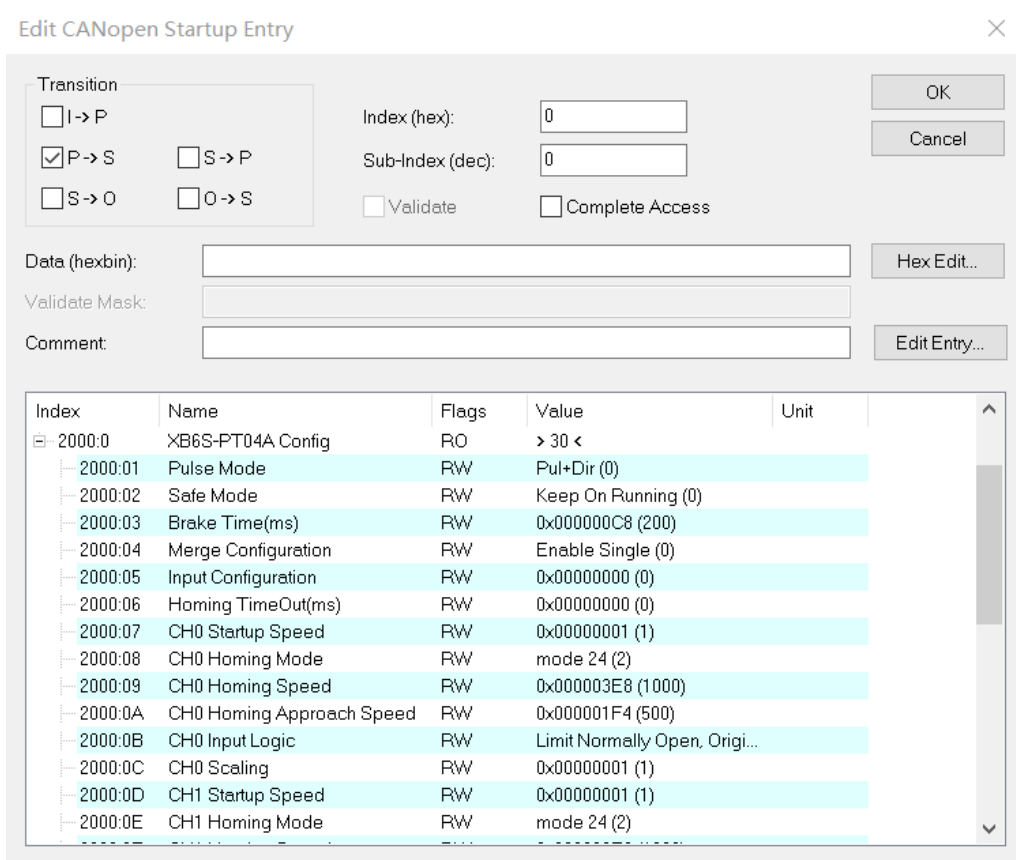 Edit CANopen Startup Entry
Transition
I -> P
P -> S
S -> P
S -> O
O -> S
Index (hex):
0
Sub-Index (dec):
0
Validate
Complete Access
OK
Cancel
Data (hexbin):
Hex Edit...
Validate Mask:
Comment:
Edit Entry...
Index Name Flags Value Unit
2000:0 XB6S-PT04A Config RO > 30 <
2000:01 Pulse Mode RW Pul+Dir (0)
2000:02 Safe Mode RW Keep On Running (0)
2000:03 Brake Time(ms) RW 0x000000C8 (200)
2000:04 Merge Configuration RW Enable Single (0)
2000:05 Input Configuration RW 0x00000000 (0)
2000:06 Homing TimeOut(ms) RW 0x00000000 (0)
2000:07 CH0 Startup Speed RW 0x00000001 (1)
2000:08 CH0 Homing Mode RW mode 24 (2)
2000:09 CH0 Homing Speed RW 0x000003E8 (1000)
2000:0A CH0 Homing Approach Speed RW 0x000001F4 (500)
2000:0B CH0 Input Logic RW Limit Normally Open, Origi...
2000:0C CH0 Scaling RW 0x00000001 (1)
2000:0D CH1 Startup Speed RW 0x00000001 (1)
2000:0E CH1 Homing Mode RW mode 24 (2)